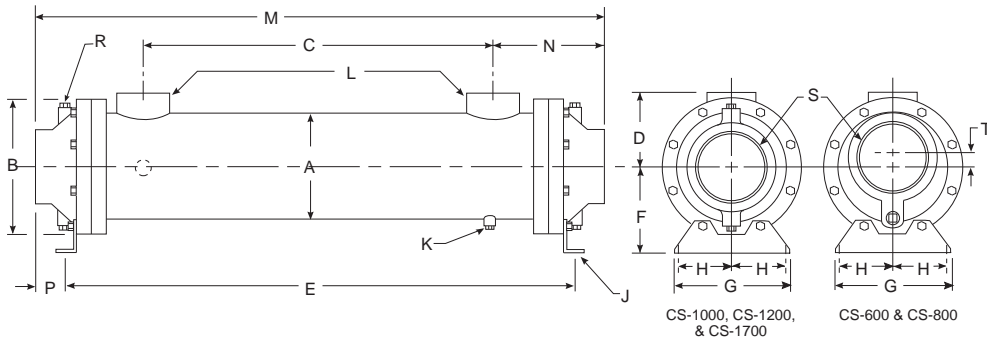 M
R
C
N
L
B
A
K
P
E
J
S
D
T
F
H
H
G
H
H
G
CS-1000, CS-1200,
& CS-1700
CS-600 & CS-800